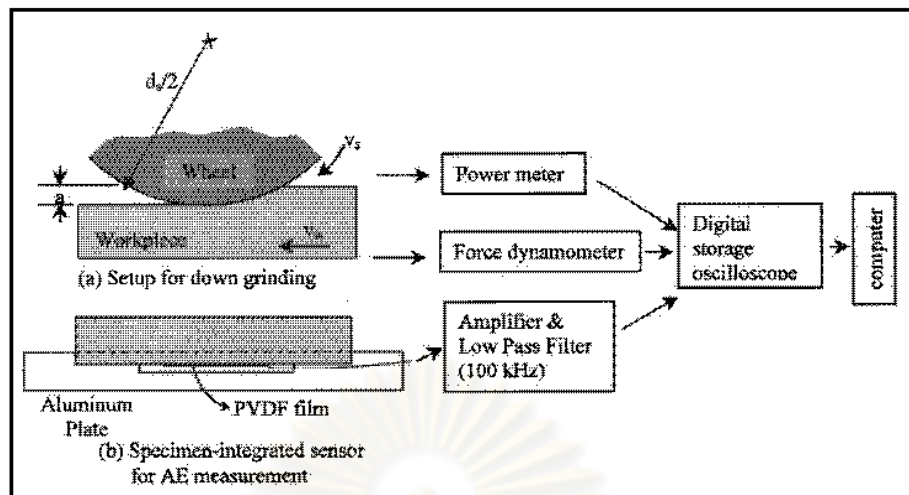 dₛ/2
Wheel
vₛ
a
Workpiece
(a) Setup for down grinding
Power meter
Force dynamometer
Amplifier &
Low Pass Filter
(100 kHz)
Digital
storage
oscilloscope
computer
Aluminum
Plate
PVDF film
(b) Specimen-integrated sensor
for AE measurement